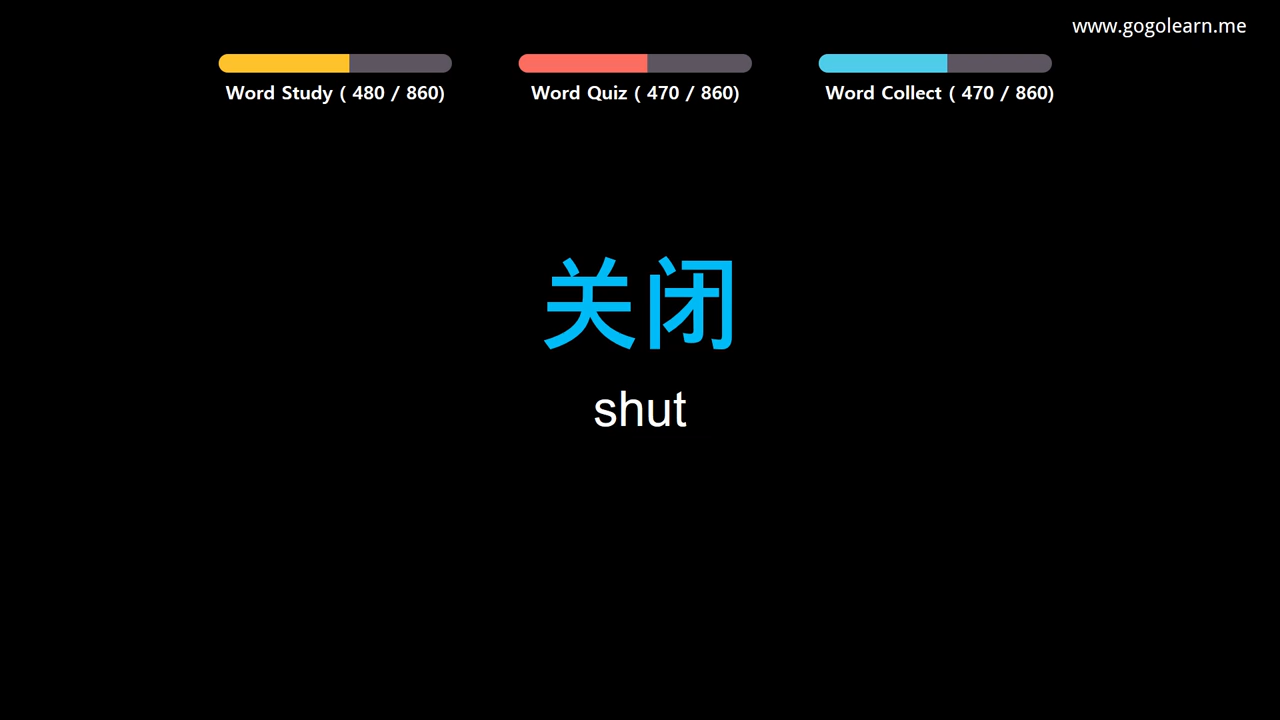 www.gogolearn.me
Word Study ( 480 / 860)
Word Quiz ( 470 / 860)
Word Collect ( 470 / 860)
关闭
shut